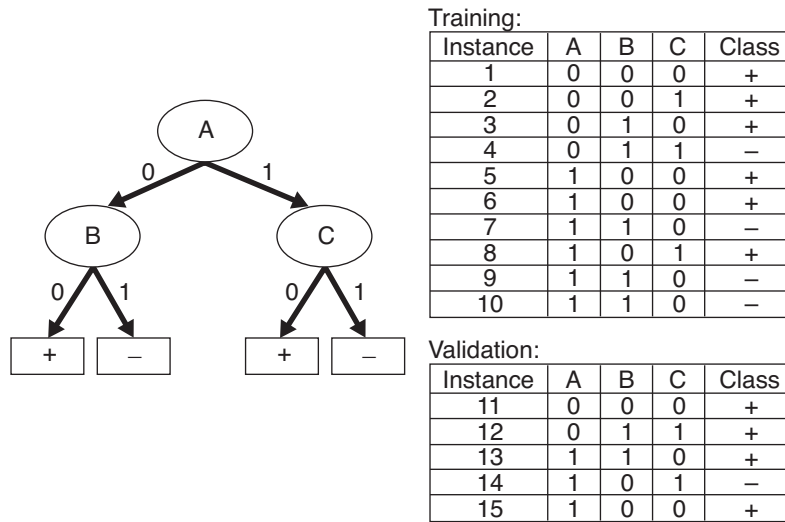 A
0 1
B C
0 1 0 1
+ – + –
Training:
Instance A B C Class
1 0 0 0 +
2 0 0 1 +
3 0 1 0 +
4 0 1 1 –
5 1 0 0 +
6 1 0 0 +
7 1 1 0 –
8 1 0 1 +
9 1 1 0 –
10 1 1 0 –
Validation:
Instance A B C Class
11 0 0 0 +
12 0 1 1 +
13 1 1 0 +
14 1 0 1 –
15 1 0 0 +